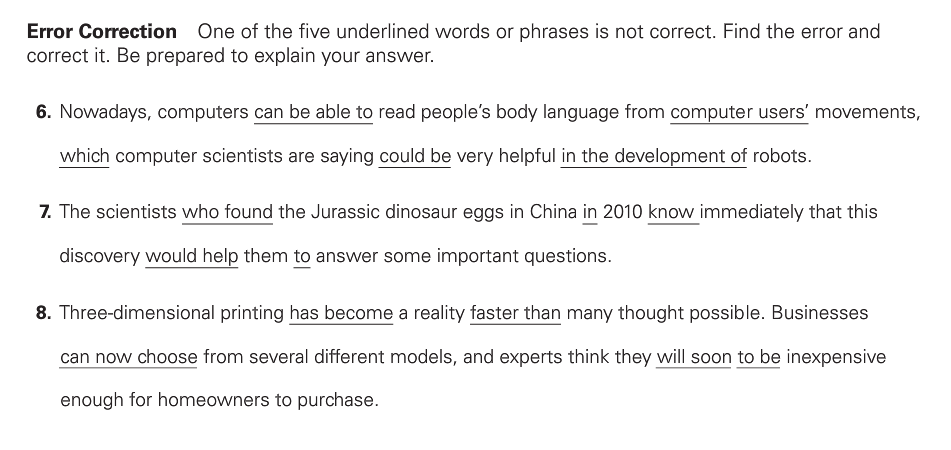 Error Correction One of the five underlined words or phrases is not correct. Find the error and
correct it. Be prepared to explain your answer.
6. Nowadays, computers can be able to read people's body language from computer users' movements,
which computer scientists are saying could be very helpful in the development of robots.
7. The scientists who found the Jurassic dinosaur eggs in China in 2010 know immediately that this
discovery would help them to answer some important questions.
8. Three-dimensional printing has become a reality faster than many thought possible. Businesses
can now choose from several different models, and experts think they will soon to be inexpensive
enough for homeowners to purchase.